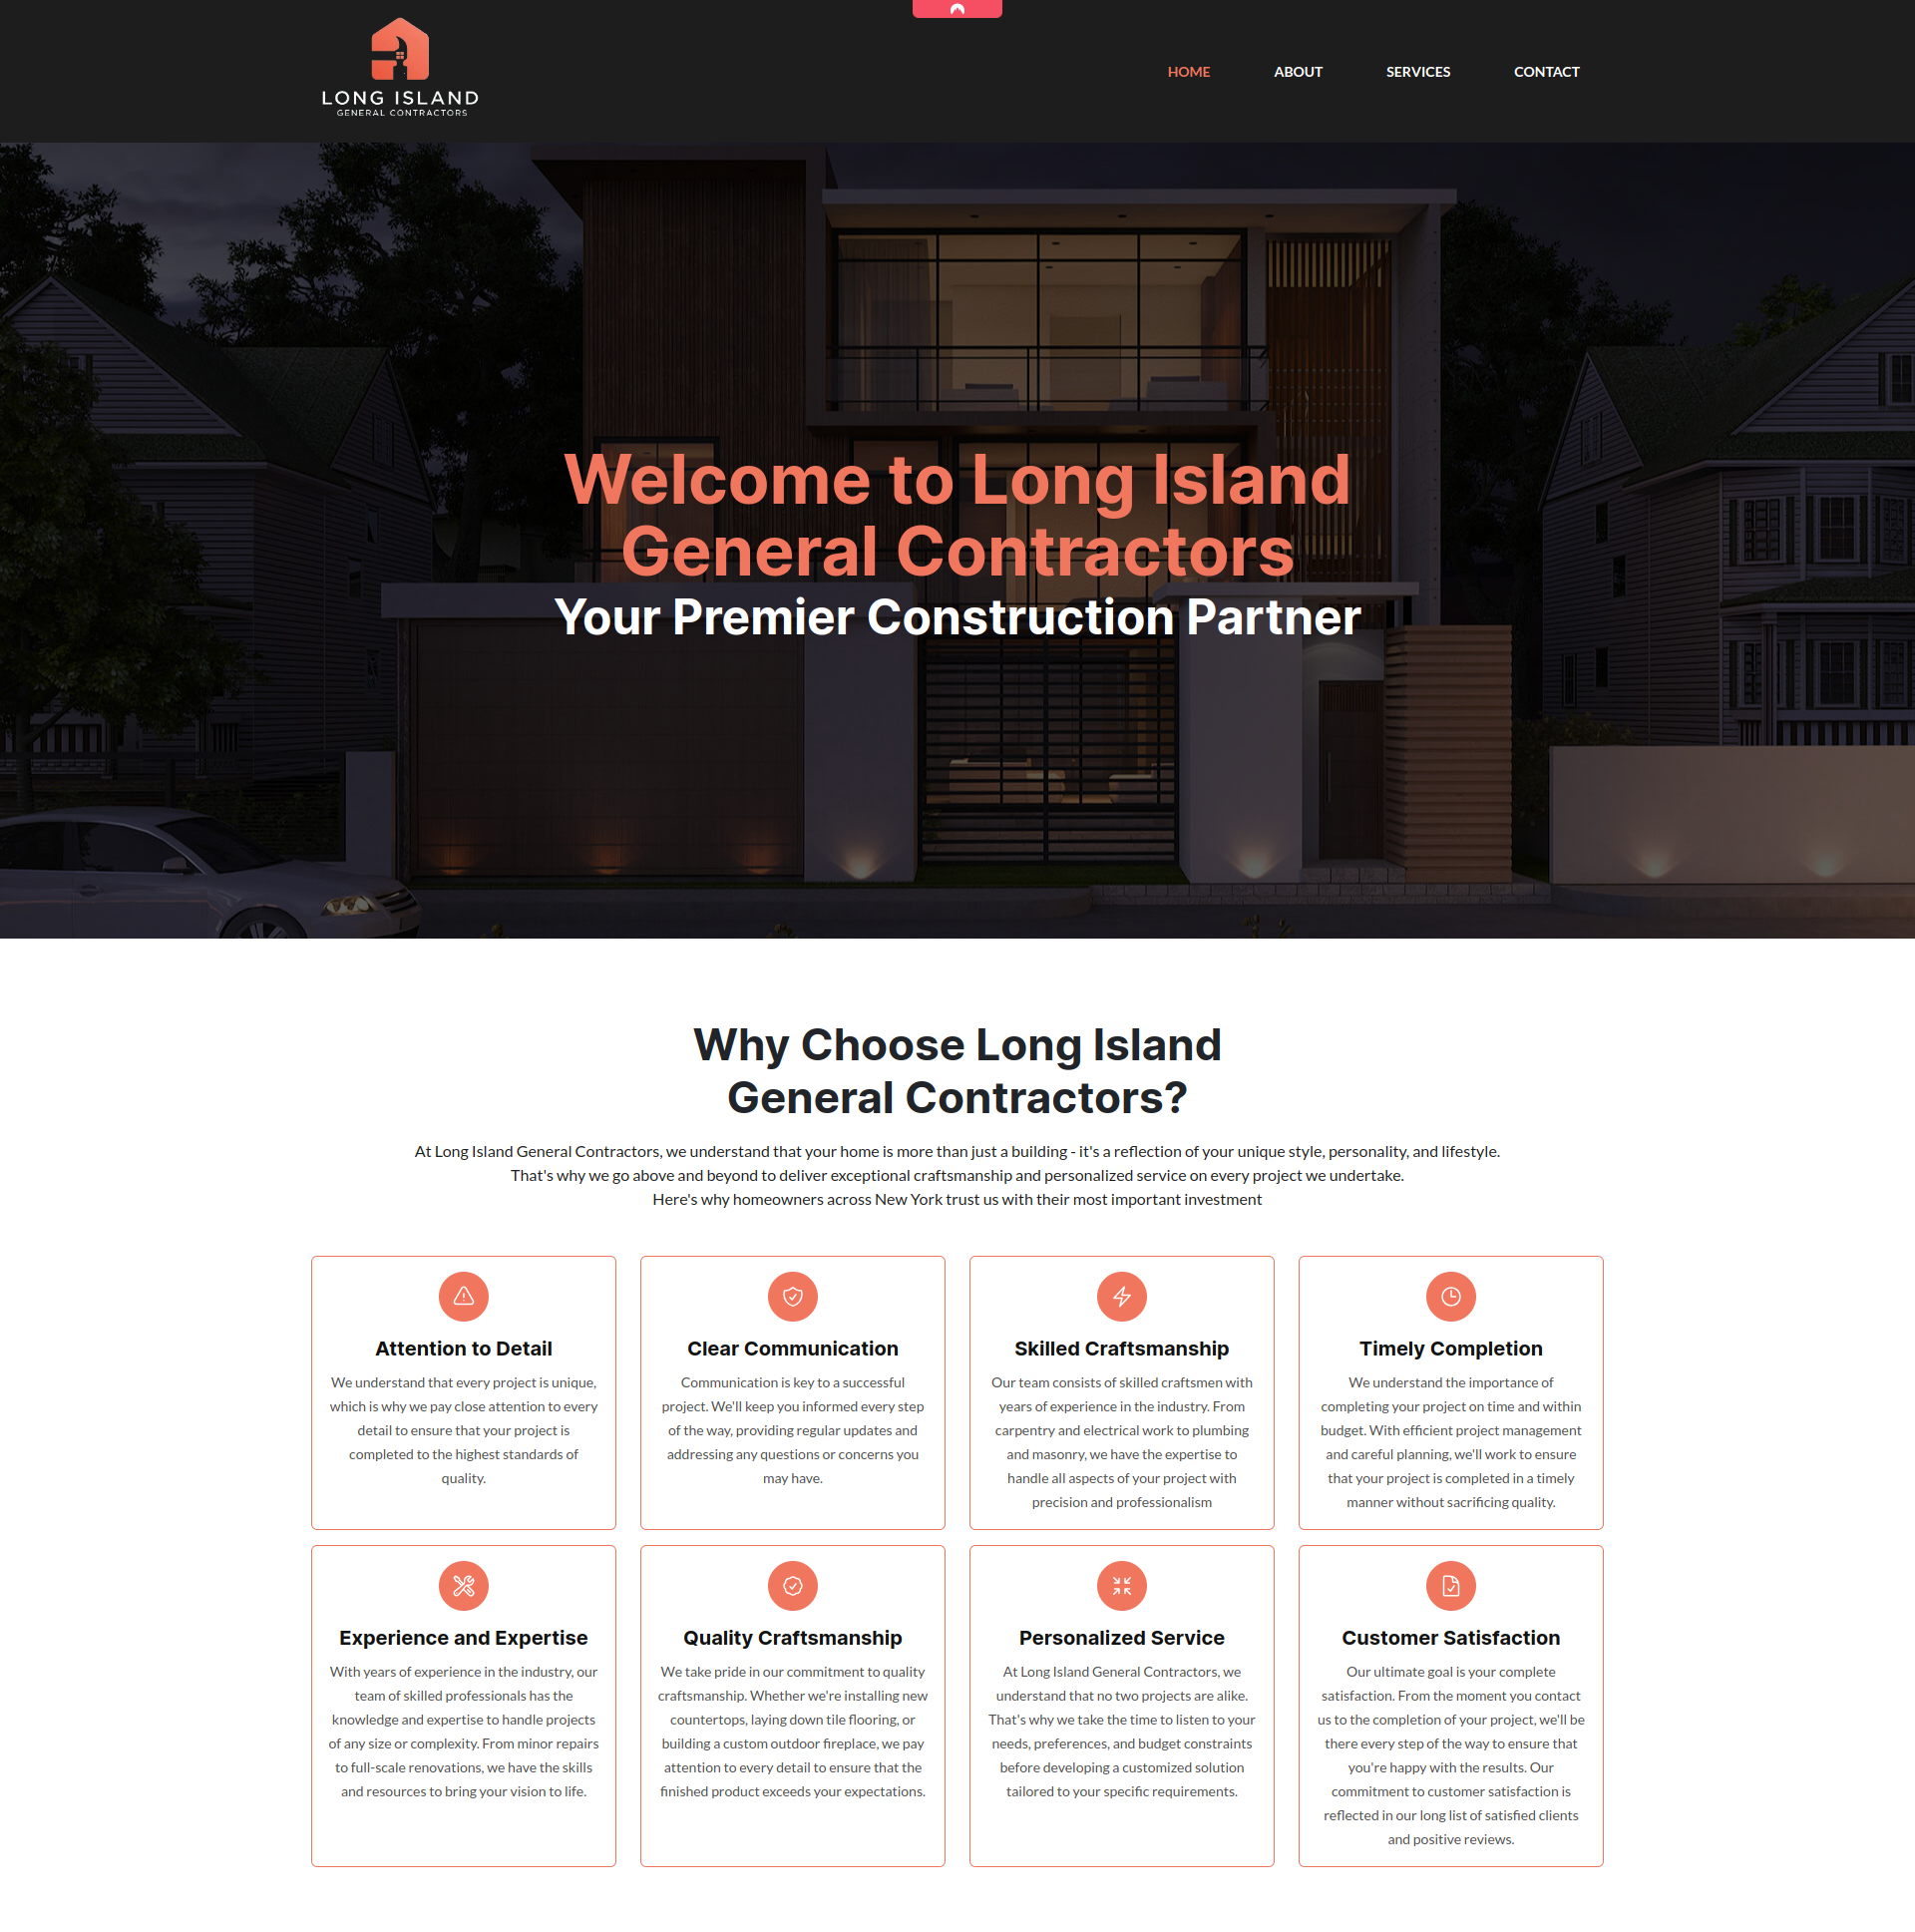 LONG ISLAND
GENERAL CONTRACTORS
HOME ABOUT SERVICES CONTACT
Welcome to Long Island
General Contractors
Your Premier Construction Partner
Why Choose Long Island
General Contractors?
At Long Island General Contractors, we understand that your home is more than just a building - it's a reflection of your unique style, personality, and lifestyle.
That's why we go above and beyond to deliver exceptional craftsmanship and personalized service on every project we undertake.
Here's why homeowners across New York trust us with their most important investment
Attention to Detail
We understand that every project is unique,
which is why we pay close attention to every
detail to ensure that your project is
completed to the highest standards of
quality.
Clear Communication
Communication is key to a successful
project. We'll keep you informed every step
of the way, providing regular updates and
addressing any questions or concerns you
may have.
Skilled Craftsmanship
Our team consists of skilled craftsmen with
years of experience in the industry. From
carpentry and electrical work to plumbing
and masonry, we have the expertise to
handle all aspects of your project with
precision and professionalism
Timely Completion
We understand the importance of
completing your project on time and within
budget. With efficient project management
and careful planning, we'll work to ensure
that your project is completed in a timely
manner without sacrificing quality.
Experience and Expertise
With years of experience in the industry, our
team of skilled professionals has the
knowledge and expertise to handle projects
of any size or complexity. From minor repairs
to full-scale renovations, we have the skills
and resources to bring your vision to life.
Quality Craftsmanship
We take pride in our commitment to quality
craftsmanship. Whether we're installing new
countertops, laying down tile flooring, or
building a custom outdoor fireplace, we pay
attention to every detail to ensure that the
finished product exceeds your expectations.
Personalized Service
At Long Island General Contractors, we
understand that no two projects are alike.
That's why we take the time to listen to your
needs, preferences, and budget constraints
before developing a customized solution
tailored to your specific requirements.
Customer Satisfaction
Our ultimate goal is your complete
satisfaction. From the moment you contact
us to the completion of your project, we'll be
there every step of the way to ensure that
you're happy with the results. Our
commitment to customer satisfaction is
reflected in our long list of satisfied clients
and positive reviews.